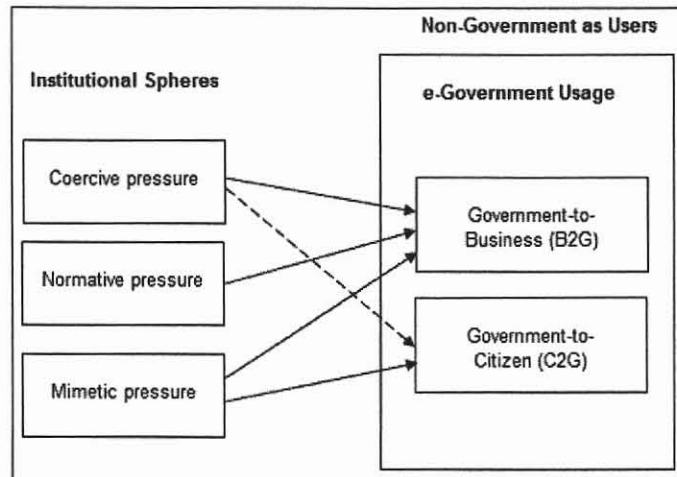 Non-Government as Users
Institutional Spheres
e-Government Usage
Coercive pressure
Normative pressure
Mimetic pressure
Government-to-
Business (B2G)
Government-to-
Citizen (C2G)